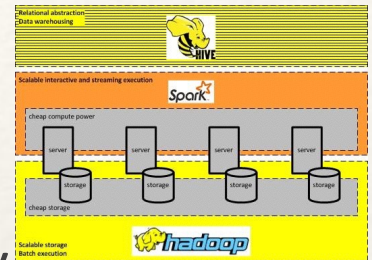 Relational abstraction
Data warehousing
HIVE
Scalable interactive and streaming execution
Spark
cheap compute power
server
server
server
server
storage
storage
storage
storage
cheap storage
hadoop
Scalable storage
Batch execution